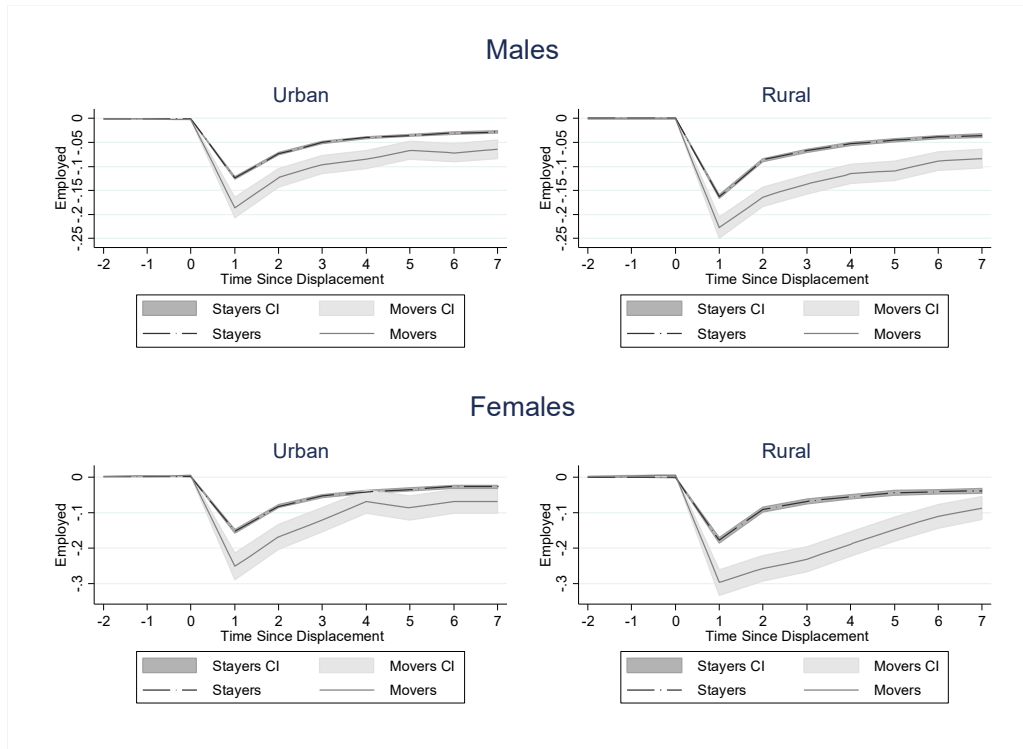 Males
Urban
Employed
0
-.05
-.1
-.15
-.2
-.25
-2 -1 0 1 2 3 4 5 6 7
Time Since Displacement
Stayers CI Movers CI
Stayers Movers
Rural
Employed
0
-.05
-.1
-.15
-.2
-.25
-2 -1 0 1 2 3 4 5 6 7
Time Since Displacement
Stayers CI Movers CI
Stayers Movers
Females
Urban
Employed
0
-.1
-.2
-.3
-2 -1 0 1 2 3 4 5 6 7
Time Since Displacement
Stayers CI Movers CI
Stayers Movers
Rural
Employed
0
-.1
-.2
-.3
-2 -1 0 1 2 3 4 5 6 7
Time Since Displacement
Stayers CI Movers CI
Stayers Movers